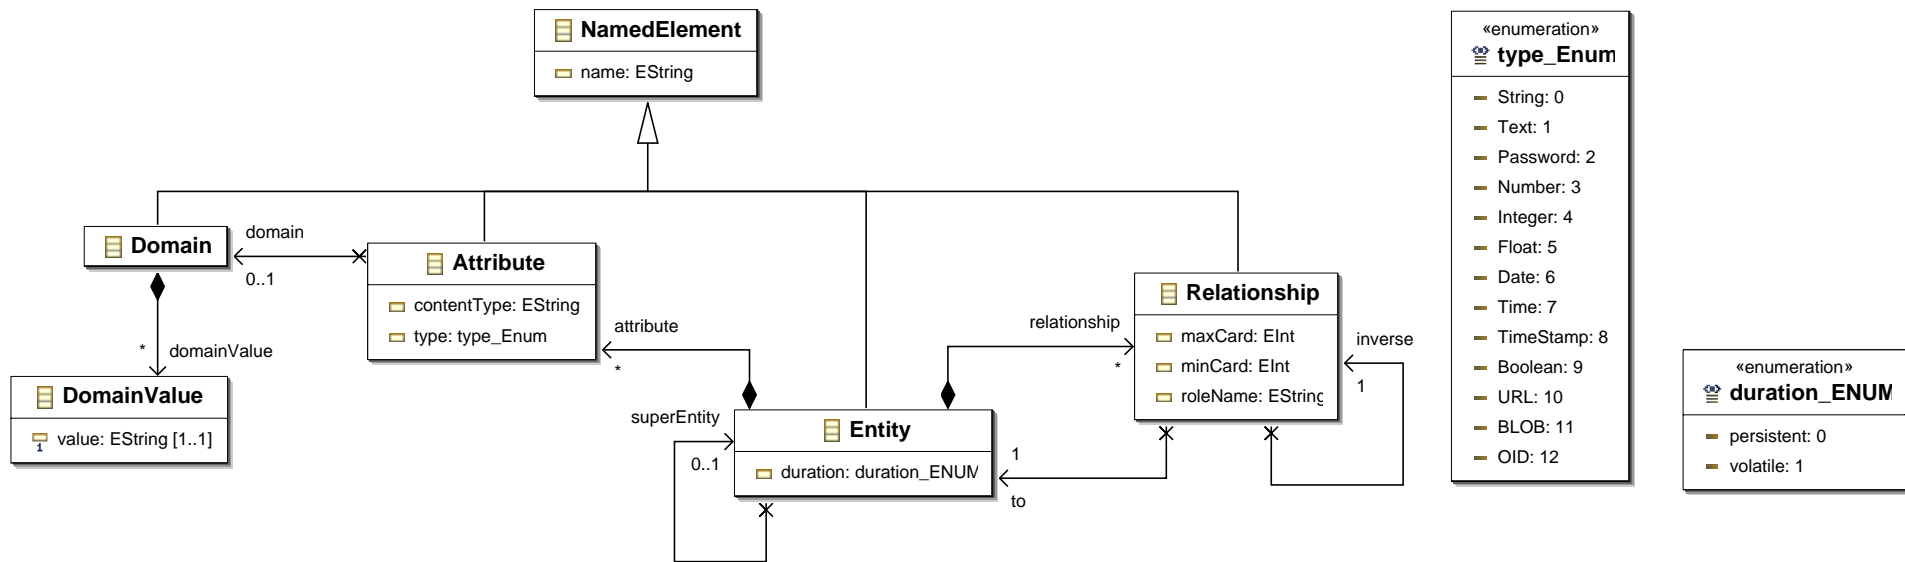 NamedElement
name: EString
«enumeration»
type_Enum
String: 0
Text: 1
Password: 2
Number: 3
Integer: 4
Float: 5
Date: 6
Time: 7
TimeStamp: 8
Boolean: 9
URL: 10
BLOB: 11
OID: 12
Domain
domain
0..1
Attribute
contentType: EString
type: type_Enum
attribute
*
* domainValue
DomainValue
value: EString [1..1]
1
relationship
*
Relationship
maxCard: EInt
minCard: EInt
roleName: EString
inverse
1
superEntity
0..1
Entity
duration: duration_ENUM
1
to
«enumeration»
duration_ENUM
persistent: 0
volatile: 1